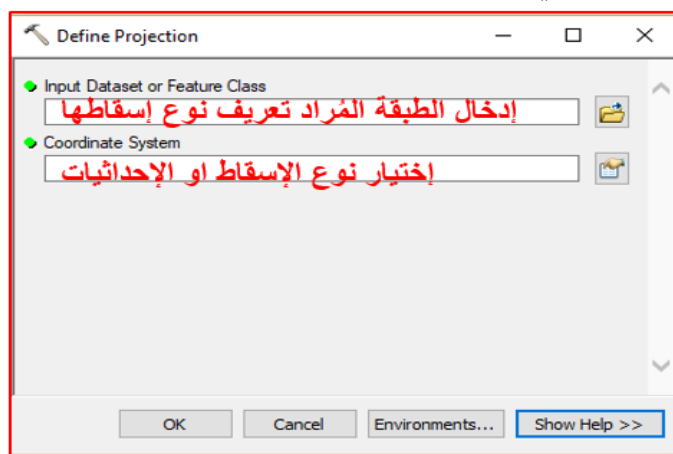 Define Projection
Input Dataset or Feature Class
إدخال الطبقة المُراد تعريف نوع إسقاطها
Coordinate System
إختيار نوع الإسقاط او الإحداثيات
OK Cancel Environments... Show Help >>